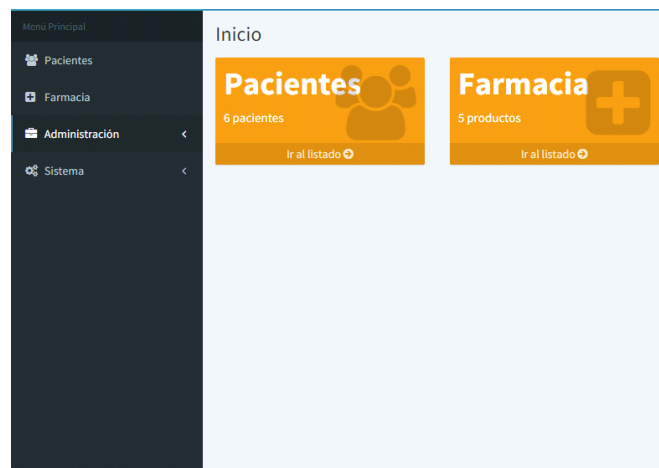 Menú Principal
Pacientes
Farmacia
Administración
Sistema
Inicio
Pacientes
6 pacientes
Ir al listado
Farmacia
5 productos
Ir al listado